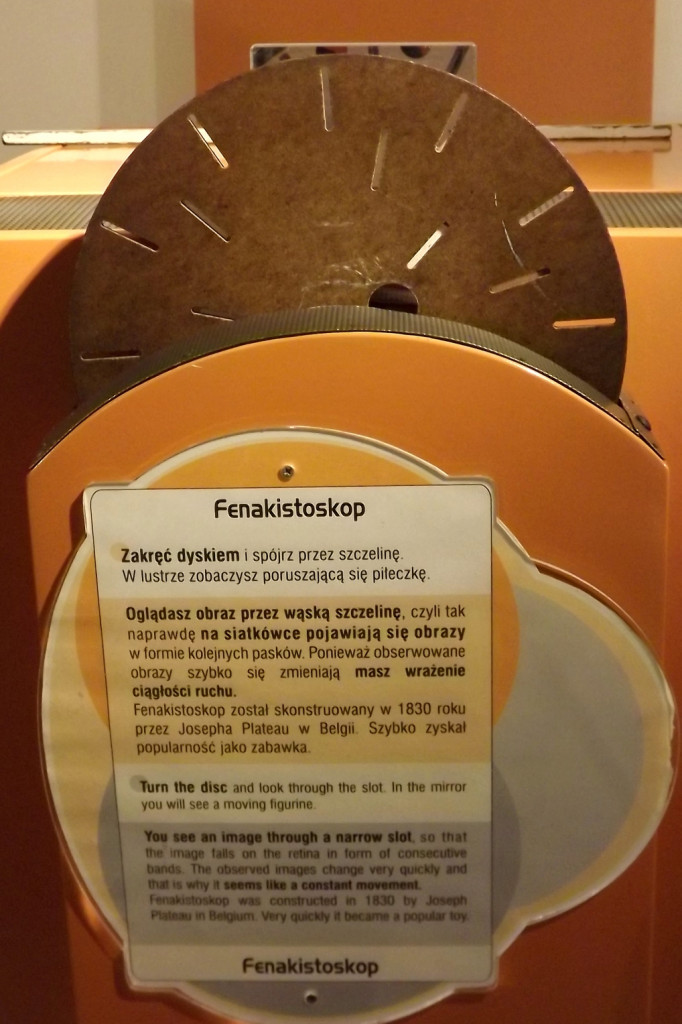 Fenakistoskop
Zakręć dyskiem i spójrz przez szczelinę.
W lustrze zobaczysz poruszającą się piłeczkę.
Oglądasz obraz przez wąską szczelinę, czyli tak
naprawdę na siatkówce pojawiają się obrazy
w formie kolejnych pasków. Ponieważ obserwowane
obrazy szybko się zmieniają masz wrażenie
ciągłości ruchu.
Fenakistoskop został skonstruowany w 1830 roku
przez Josepha Plateau w Belgii. Szybko zyskał
popularność jako zabawka.
Turn the disc and look through the slot. In the mirror
you will see a moving figurine.
You see an image through a narrow slot, so that
the image falls on the retina in form of consecutive
bands. The observed images change very quickly and
that is why it seems like a constant movement.
Fenakistoskop was constructed in 1830 by Joseph
Plateau in Belgium. Very quickly it became a popular toy.
Fenakistoskop